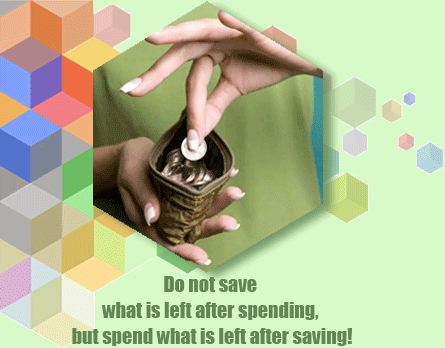 Do not save
what is left after spending,
but spend what is left after saving!